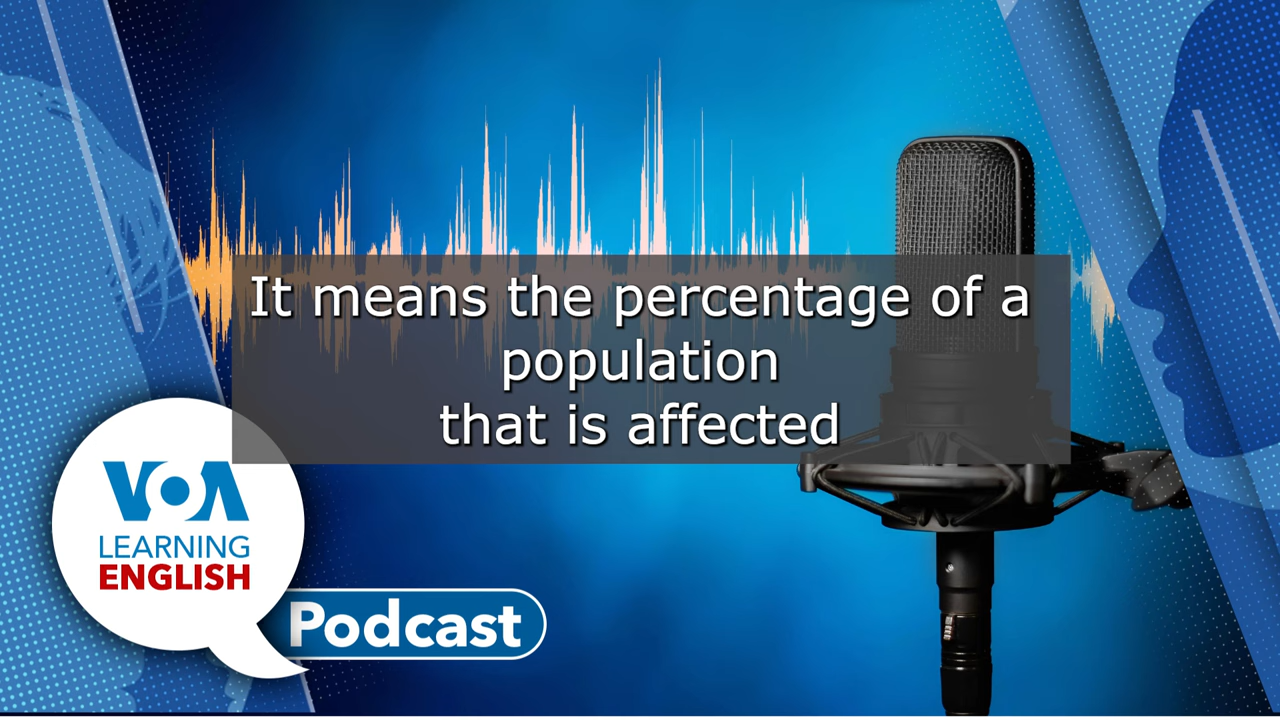 It means the percentage of a
population
that is affected
VOA
LEARNING
ENGLISH
Podcast